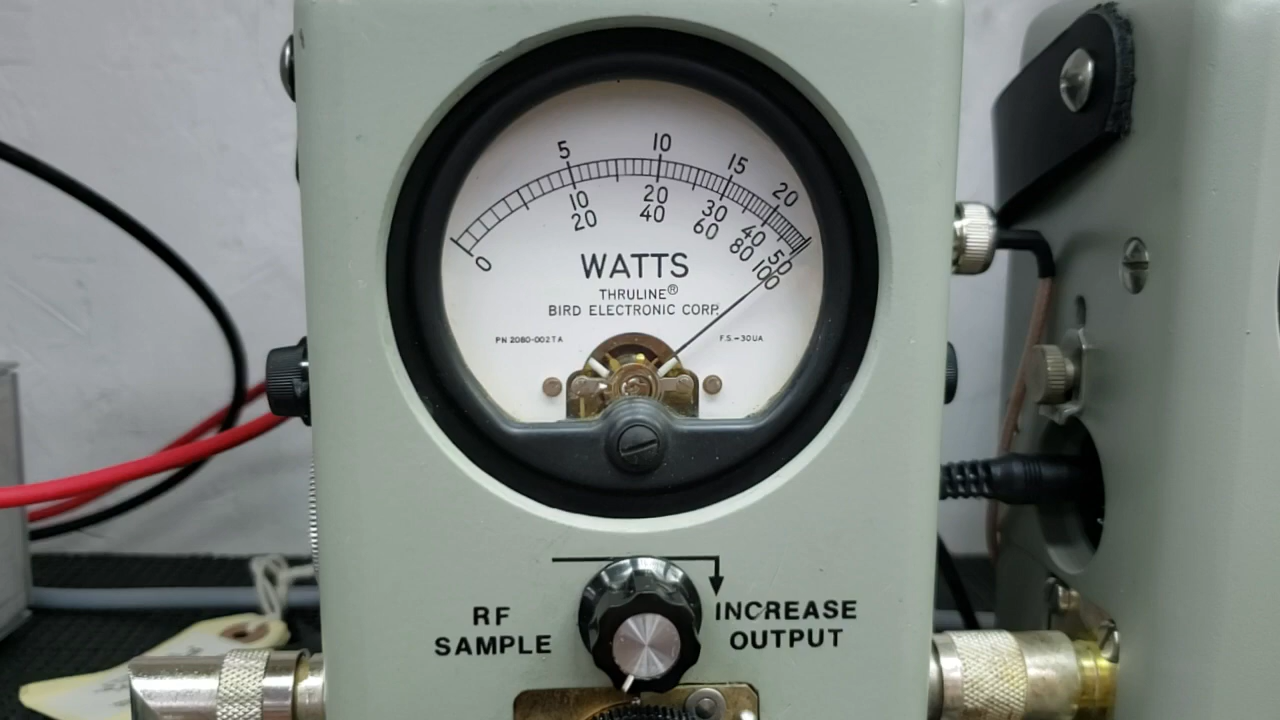 5 10 15 20
10 20 30 40 50
0 20 40 60 80 100
WATTS
THRULINE®
BIRD ELECTRONIC CORP.
PN 2080-002TA F.S.-30UA
RF
SAMPLE
INCREASE
OUTPUT